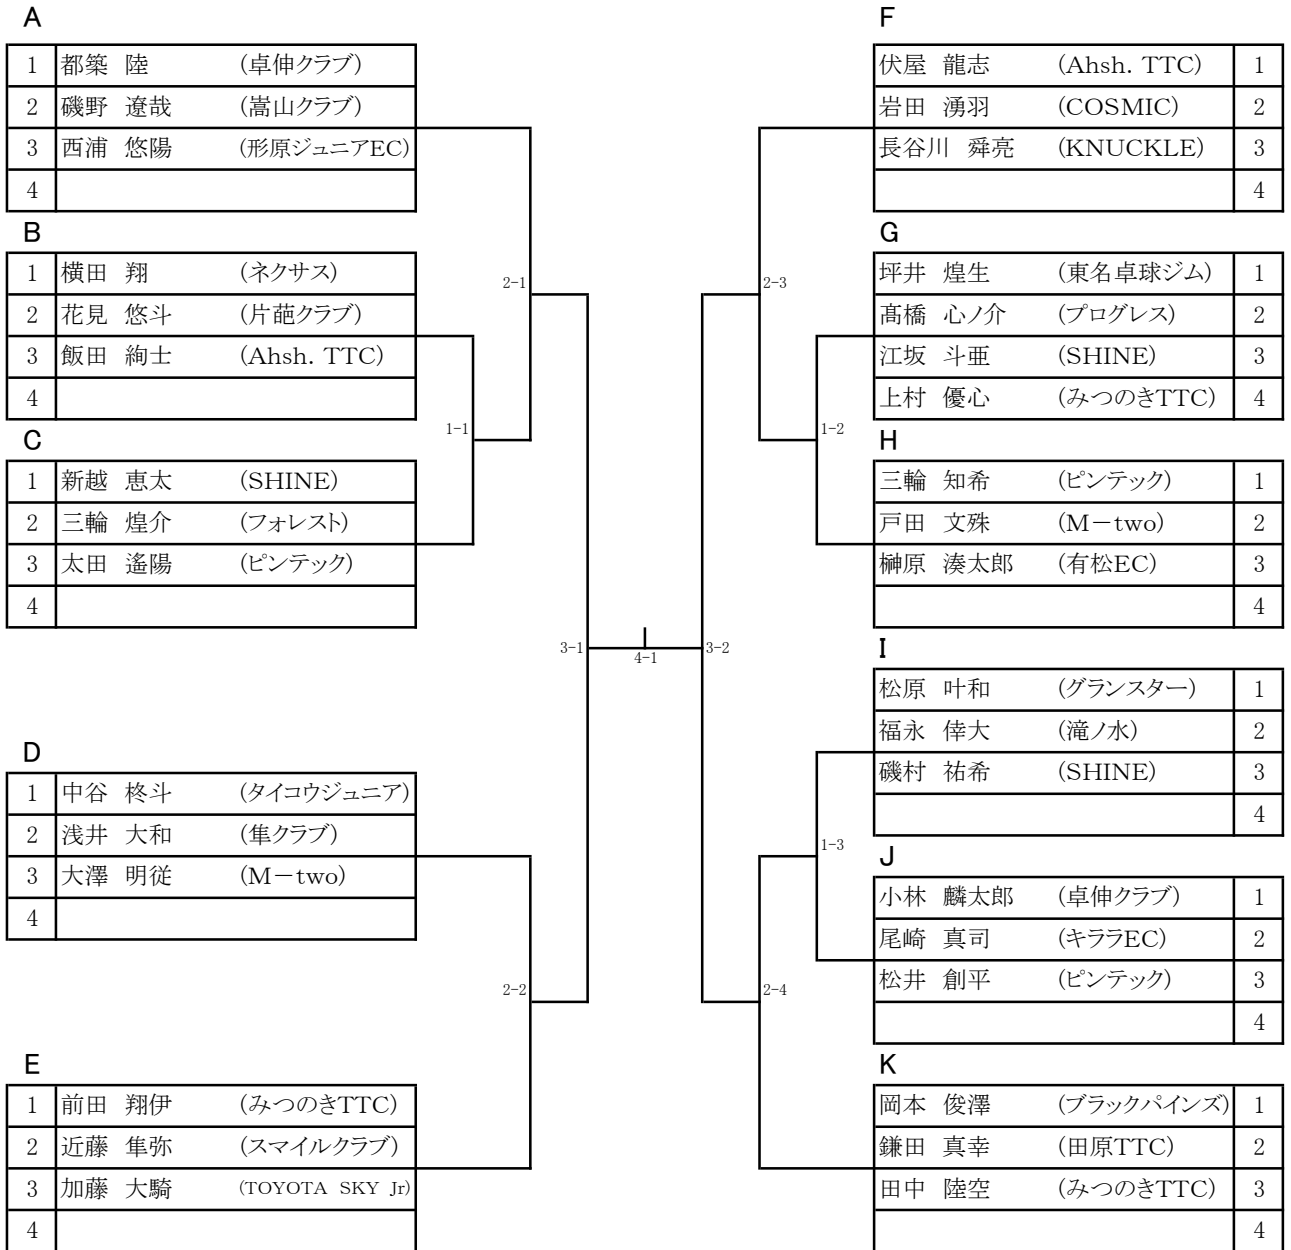 A
1 都築 陸 (卓伸クラブ)
2 磯野 遼哉 (嵩山クラブ)
3 西浦 悠陽 (形原ジュニアEC)
4
B
1 横田 翔 (ネクサス)
2 花見 悠斗 (片葩クラブ)
3 飯田 絢士 (Ahsh. TTC)
4
C
1 新越 恵太 (SHINE)
2 三輪 煌介 (フォレスト)
3 太田 遙陽 (ピンテック)
4
D
1 中谷 柊斗 (タイコウジュニア)
2 浅井 大和 (隼クラブ)
3 大澤 明従 (M－two)
4
E
1 前田 翔伊 (みつのきTTC)
2 近藤 隼弥 (スマイルクラブ)
3 加藤 大騎 (TOYOTA SKY Jr)
4
2-1
1-1
3-1
2-2
4-1
2-3
1-2
3-2
1-3
2-4
F
伏屋 龍志 (Ahsh. TTC) 1
岩田 湧羽 (COSMIC) 2
長谷川 舜亮 (KNUCKLE) 3
4
G
坪井 煌生 (東名卓球ジム) 1
髙橋 心ノ介 (プログレス) 2
江坂 斗亜 (SHINE) 3
上村 優心 (みつのきTTC) 4
H
三輪 知希 (ピンテック) 1
戸田 文殊 (M－two) 2
榊原 湊太郎 (有松EC) 3
4
I
松原 叶和 (グランスター) 1
福永 倖大 (滝ノ水) 2
磯村 祐希 (SHINE) 3
4
J
小林 麟太郎 (卓伸クラブ) 1
尾崎 真司 (キララEC) 2
松井 創平 (ピンテック) 3
4
K
岡本 俊澤 (ブラックパインズ) 1
鎌田 真幸 (田原TTC) 2
田中 陸空 (みつのきTTC) 3
4